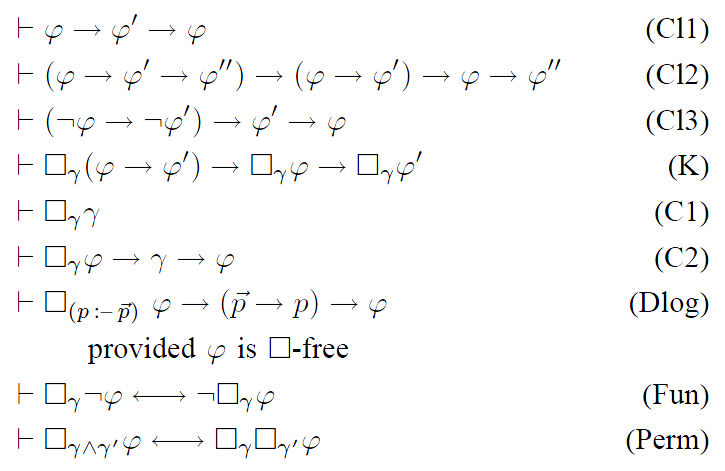 ⊢ φ → φ′ → φ (Cl1)
⊢ (φ → φ′ → φ″) → (φ → φ′) → φ → φ″ (Cl2)
⊢ (¬φ → ¬φ′) → φ′ → φ (Cl3)
⊢ □_γ(φ → φ′) → □_γφ → □_γφ′ (K)
⊢ □_γγ (C1)
⊢ □_γφ → γ → φ (C2)
⊢ □_(p :− p⃗) φ → (p⃗ → p) → φ (Dlog)
provided φ is □-free
⊢ □_γ¬φ ⟷ ¬□_γφ (Fun)
⊢ □_{γ∧γ′}φ ⟷ □_γ□_γ′φ (Perm)